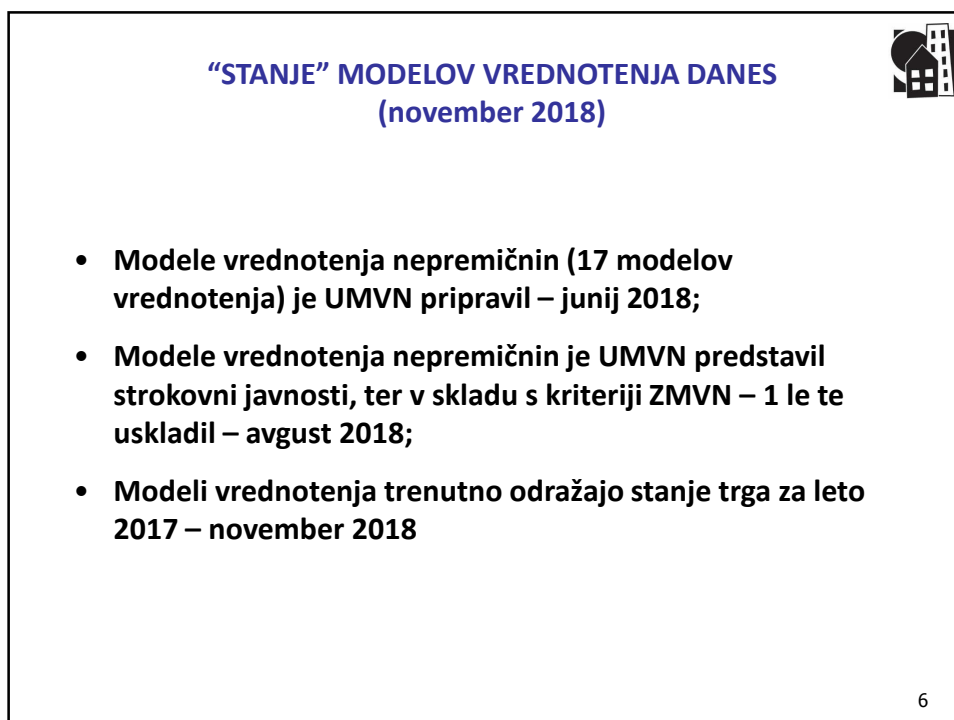 “STANJE” MODELOV VREDNOTENJA DANES
(november 2018)
• Modele vrednotenja nepremičnin (17 modelov
vrednotenja) je UMVN pripravil – junij 2018;
• Modele vrednotenja nepremičnin je UMVN predstavil
strokovni javnosti, ter v skladu s kriteriji ZMVN – 1 le te
uskladil – avgust 2018;
• Modeli vrednotenja trenutno odražajo stanje trga za leto
2017 – november 2018
6